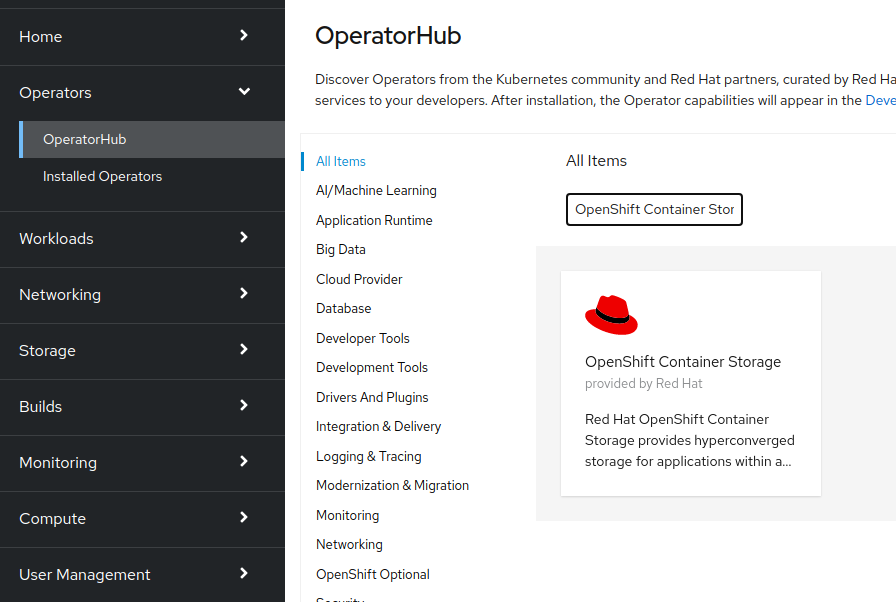 Home
Operators
OperatorHub
Installed Operators
Workloads
Networking
Storage
Builds
Monitoring
Compute
User Management
OperatorHub
Discover Operators from the Kubernetes community and Red Hat partners, curated by Red Ha
services to your developers. After installation, the Operator capabilities will appear in the Deve
All Items
AI/Machine Learning
Application Runtime
Big Data
Cloud Provider
Database
Developer Tools
Development Tools
Drivers And Plugins
Integration & Delivery
Logging & Tracing
Modernization & Migration
Monitoring
Networking
OpenShift Optional
Security
All Items
OpenShift Container Stor
OpenShift Container Storage
provided by Red Hat
Red Hat OpenShift Container
Storage provides hyperconverged
storage for applications within a...